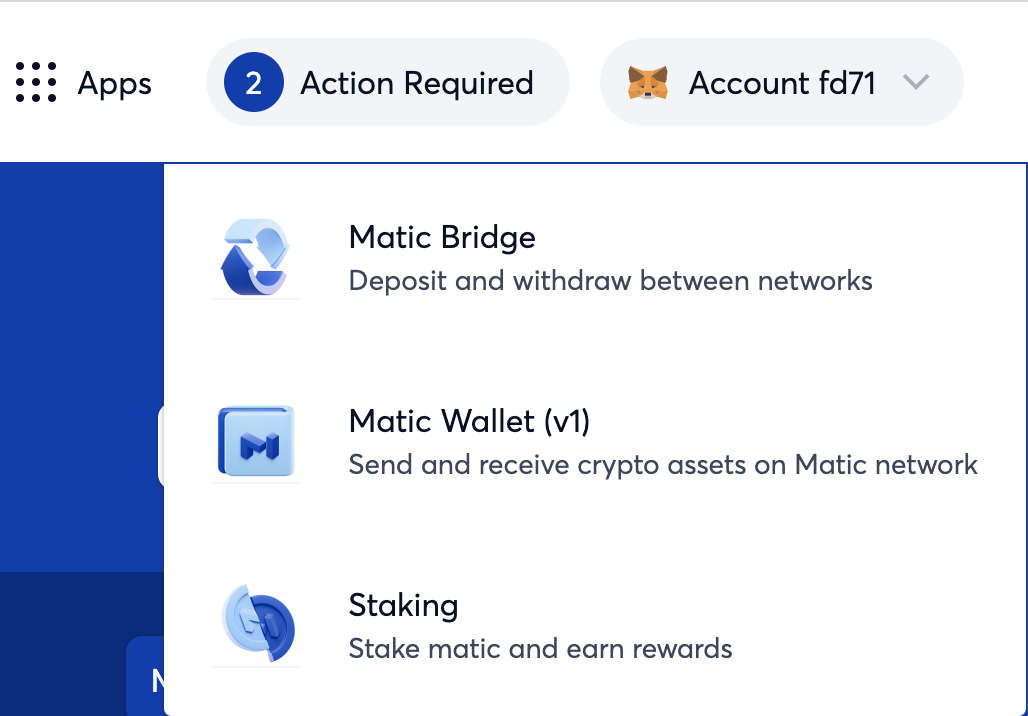 Apps
2 Action Required
Account fd71
Matic Bridge
Deposit and withdraw between networks
Matic Wallet (v1)
Send and receive crypto assets on Matic network
Staking
Stake matic and earn rewards